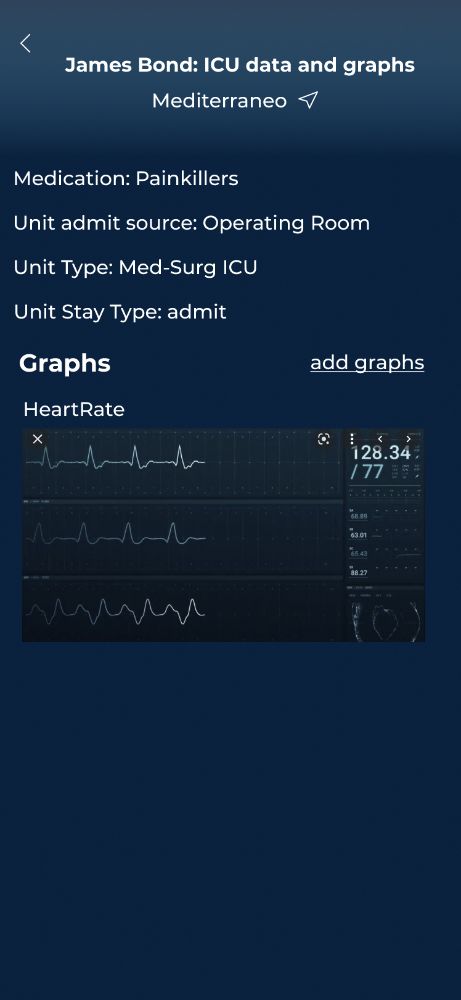 James Bond: ICU data and graphs
Mediterraneo
Medication: Painkillers
Unit admit source: Operating Room
Unit Type: Med-Surg ICU
Unit Stay Type: admit
Graphs
add graphs
HeartRate
128.34
/ 77
68.89
63.01
65.43
88.27